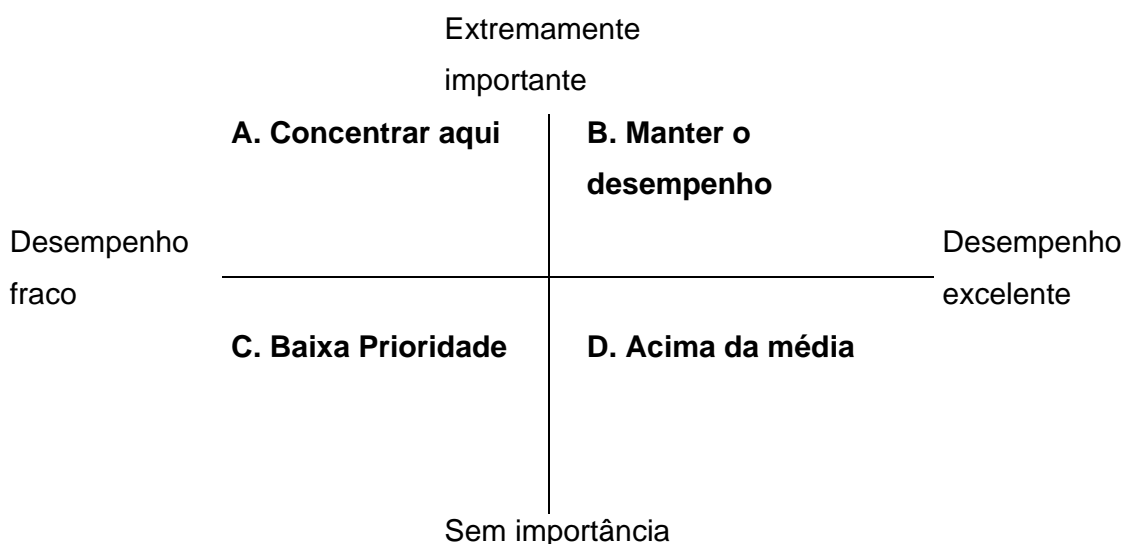 Extremamente
importante
A. Concentrar aqui
B. Manter o
desempenho
Desempenho
fraco
Desempenho
excelente
C. Baixa Prioridade
D. Acima da média
Sem importância